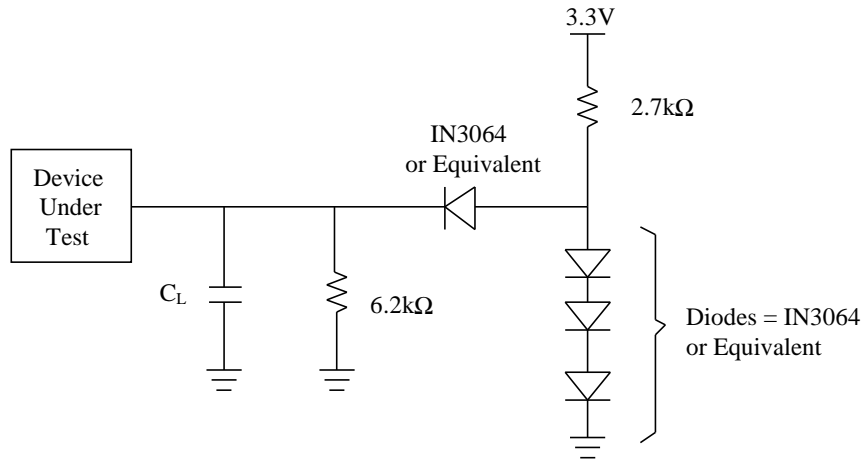 3.3V
2.7kΩ
IN3064
or Equivalent
Device
Under
Test
CL
6.2kΩ
Diodes = IN3064
or Equivalent